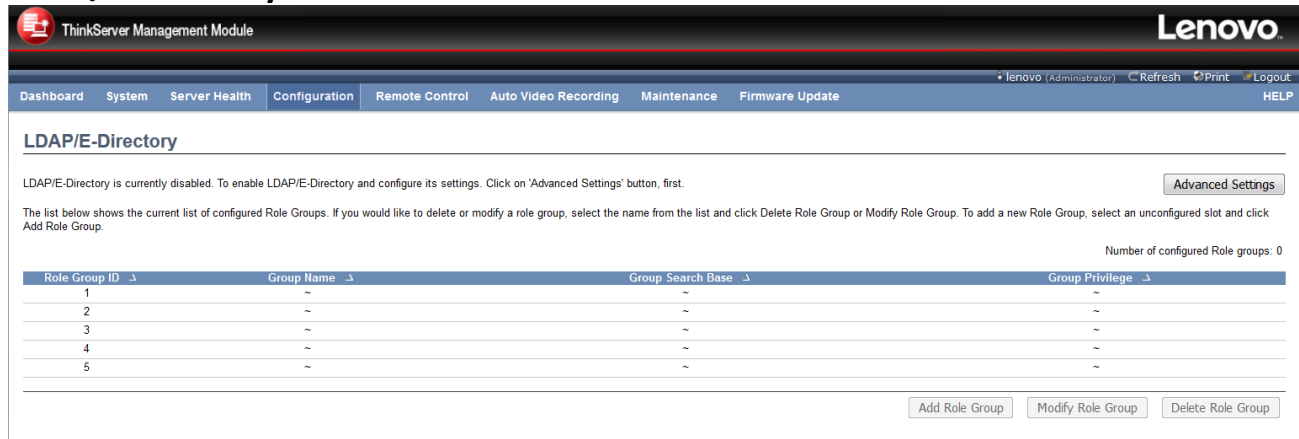 ThinkServer Management Module
Lenovo
lenovo (Administrator) Refresh Print Logout
Dashboard System Server Health Configuration Remote Control Auto Video Recording Maintenance Firmware Update HELP
LDAP/E-Directory
LDAP/E-Directory is currently disabled. To enable LDAP/E-Directory and configure its settings. Click on 'Advanced Settings' button, first.
Advanced Settings
The list below shows the current list of configured Role Groups. If you would like to delete or modify a role group, select the name from the list and click Delete Role Group or Modify Role Group. To add a new Role Group, select an unconfigured slot and click
Add Role Group.
Number of configured Role groups: 0
Role Group ID Group Name Group Search Base Group Privilege
1 ~ ~ ~
2 ~ ~ ~
3 ~ ~ ~
4 ~ ~ ~
5 ~ ~ ~
Add Role Group Modify Role Group Delete Role Group